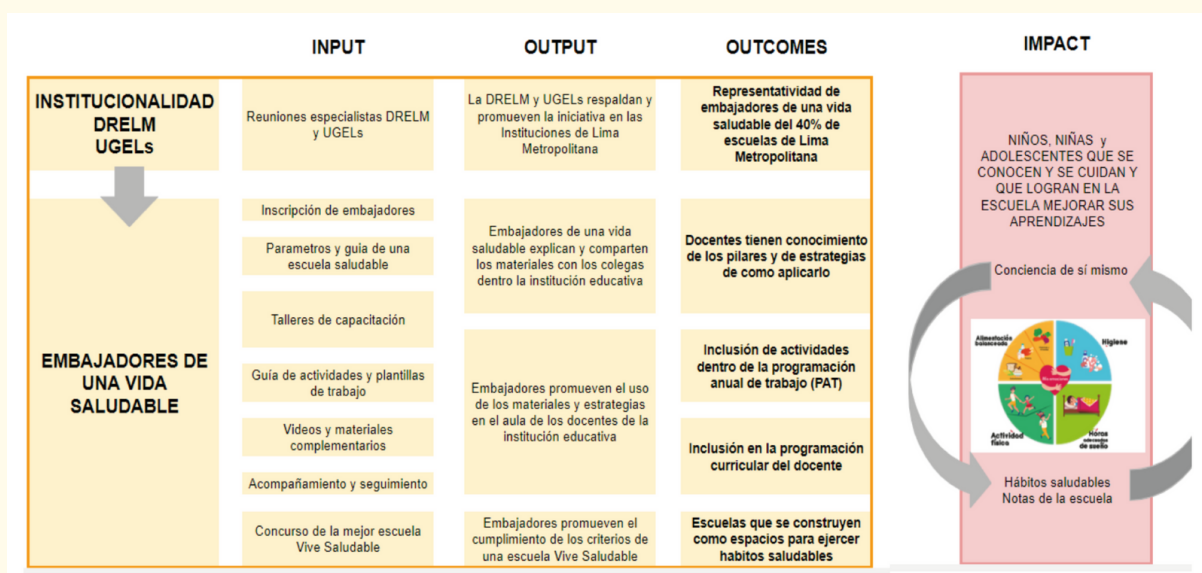 INPUT
OUTPUT
OUTCOMES
IMPACT
INSTITUCIONALIDAD
DRELM
UGELs
Reuniones especialistas DRELM
y UGELs
La DRELM y UGELs respaldan y
promueven la iniciativa en las
Instituciones de Lima
Metropolitana
Representatividad de
embajadores de una vida
saludable del 40% de
escuelas de Lima
Metropolitana
EMBAJADORES DE
UNA VIDA
SALUDABLE
Inscripción de embajadores
Parametros y guia de una
escuela saludable
Talleres de capacitación
Guía de actividades y plantillas
de trabajo
Videos y materiales
complementarios
Acompañamiento y seguimiento
Concurso de la mejor escuela
Vive Saludable
Embajadores de una vida
saludable explican y comparten
los materiales con los colegas
dentro la institución educativa
Embajadores promueven el uso
de los materiales y estrategias
en el aula de los docentes de la
institución educativa
Embajadores promueven el
cumplimiento de los criterios de
una escuela Vive Saludable
Docentes tienen conocimiento
de los pilares y de estrategias
de como aplicarlo
Inclusión de actividades
dentro de la programación
anual de trabajo (PAT)
Inclusión en la programación
curricular del docente
Escuelas que se construyen
como espacios para ejercer
habitos saludables
NIÑOS, NIÑAS y
ADOLESCENTES QUE SE
CONOCEN Y SE CUIDAN Y
QUE LOGRAN EN LA
ESCUELA MEJORAR SUS
APRENDIZAJES
Conciencia de sí mismo
Alimentación
balanceada
Higiene
Actividad
física
Horas
adecuadas
de sueño
Hábitos saludables
Notas de la escuela